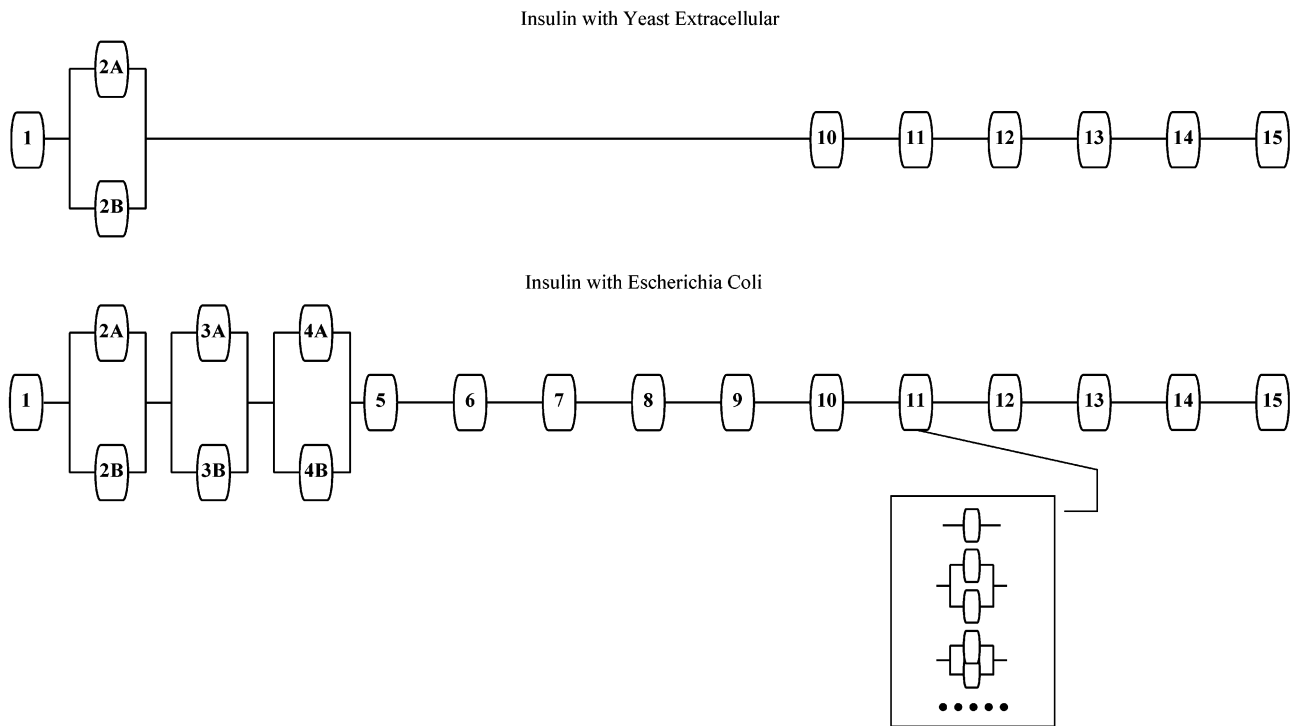 Insulin with Yeast Extracellular
2A
1 10 11 12 13 14 15
2B
Insulin with Escherichia Coli
2A 3A 4A
1 5 6 7 8 9 10 11 12 13 14 15
2B 3B 4B